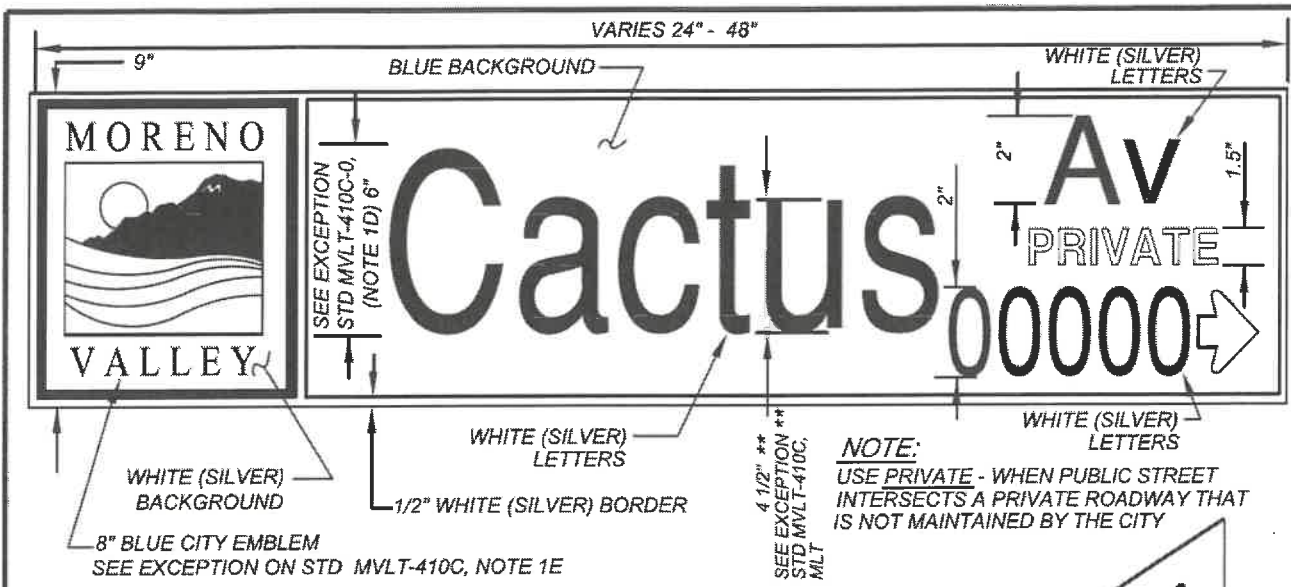 VARIES 24" - 48"
9"
BLUE BACKGROUND
WHITE (SILVER)
LETTERS
MORENO
VALLEY
SEE EXCEPTION
STD MVLT-410C-0,
(NOTE 1D) 6"
Cactus
2"
Av
1.5"
PRIVATE
2"
00000
WHITE (SILVER)
BACKGROUND
8" BLUE CITY EMBLEM
SEE EXCEPTION ON STD MVLT-410C, NOTE 1E
WHITE (SILVER)
LETTERS
1/2" WHITE (SILVER) BORDER
4 1/2" **
SEE EXCEPTION **
STD MVLT-410C,
MLT
WHITE (SILVER)
LETTERS
NOTE:
USE PRIVATE - WHEN PUBLIC STREET
INTERSECTS A PRIVATE ROADWAY THAT
IS NOT MAINTAINED BY THE CITY